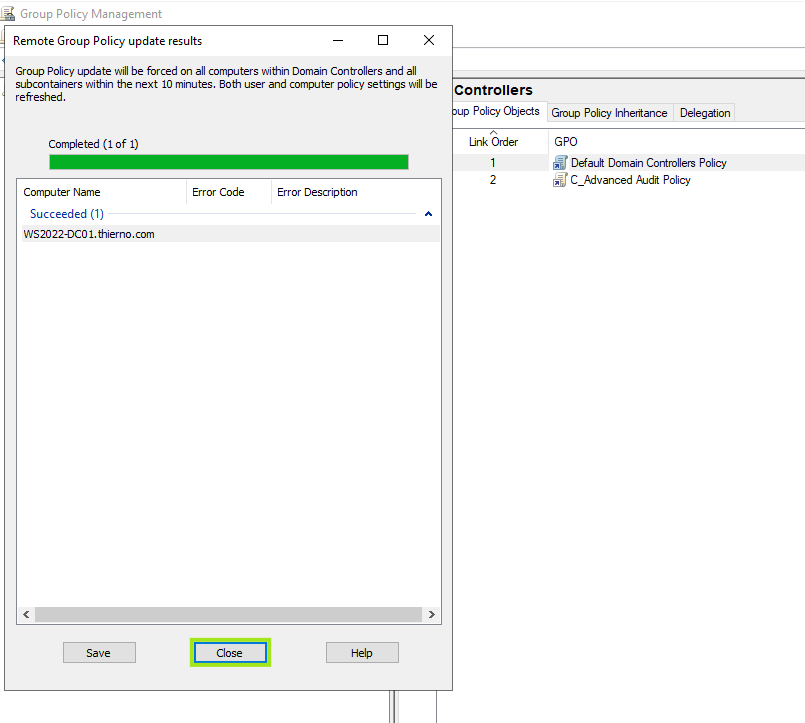 Group Policy Management
Remote Group Policy update results
Group Policy update will be forced on all computers within Domain Controllers and all
subcontainers within the next 10 minutes. Both user and computer policy settings will be
refreshed.
Completed (1 of 1)
Computer Name Error Code Error Description
Succeeded (1)
WS2022-DC01.thierno.com
Save Close Help
Controllers
oup Policy Objects Group Policy Inheritance Delegation
Link Order GPO
1 Default Domain Controllers Policy
2 C_Advanced Audit Policy